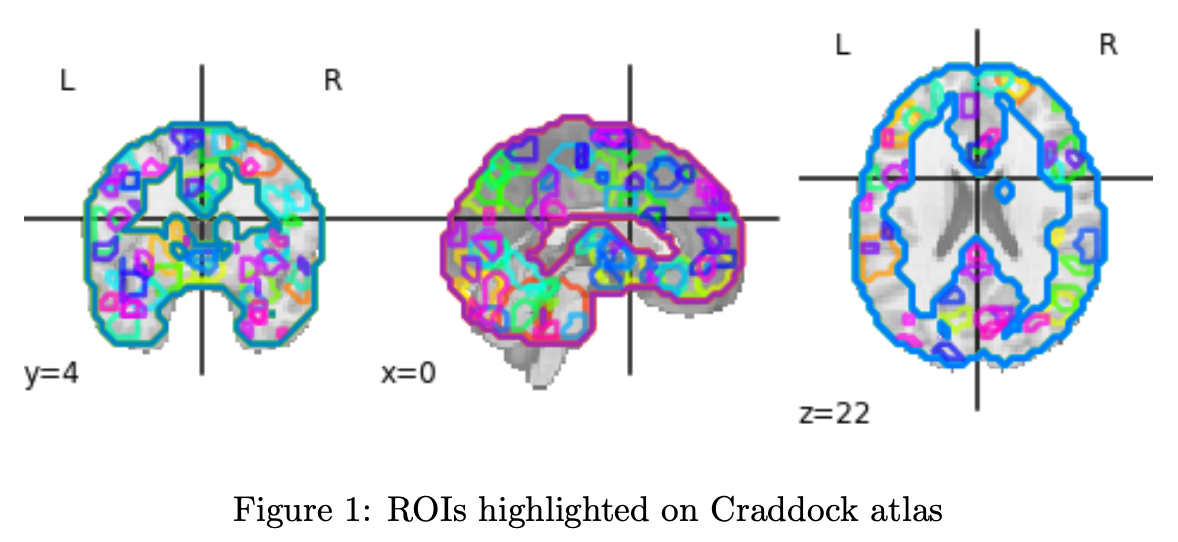 L R
L R
y=4
x=0
z=22
Figure 1: ROIs highlighted on Craddock atlas